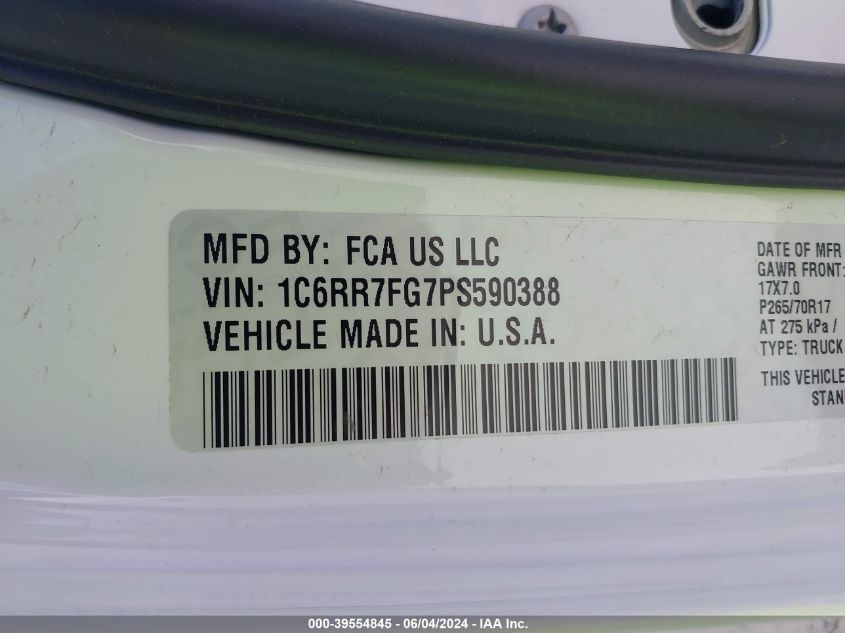 MFD BY: FCA US LLC
VIN: 1C6RR7FG7PS590388
VEHICLE MADE IN: U.S.A.
DATE OF MFR
GAWR FRONT:
17X7.0
P265/70R17
AT 275 kPa /
TYPE: TRUCK
THIS VEHICLE
STAN
000-39554845 - 06/04/2024 - IAA Inc.